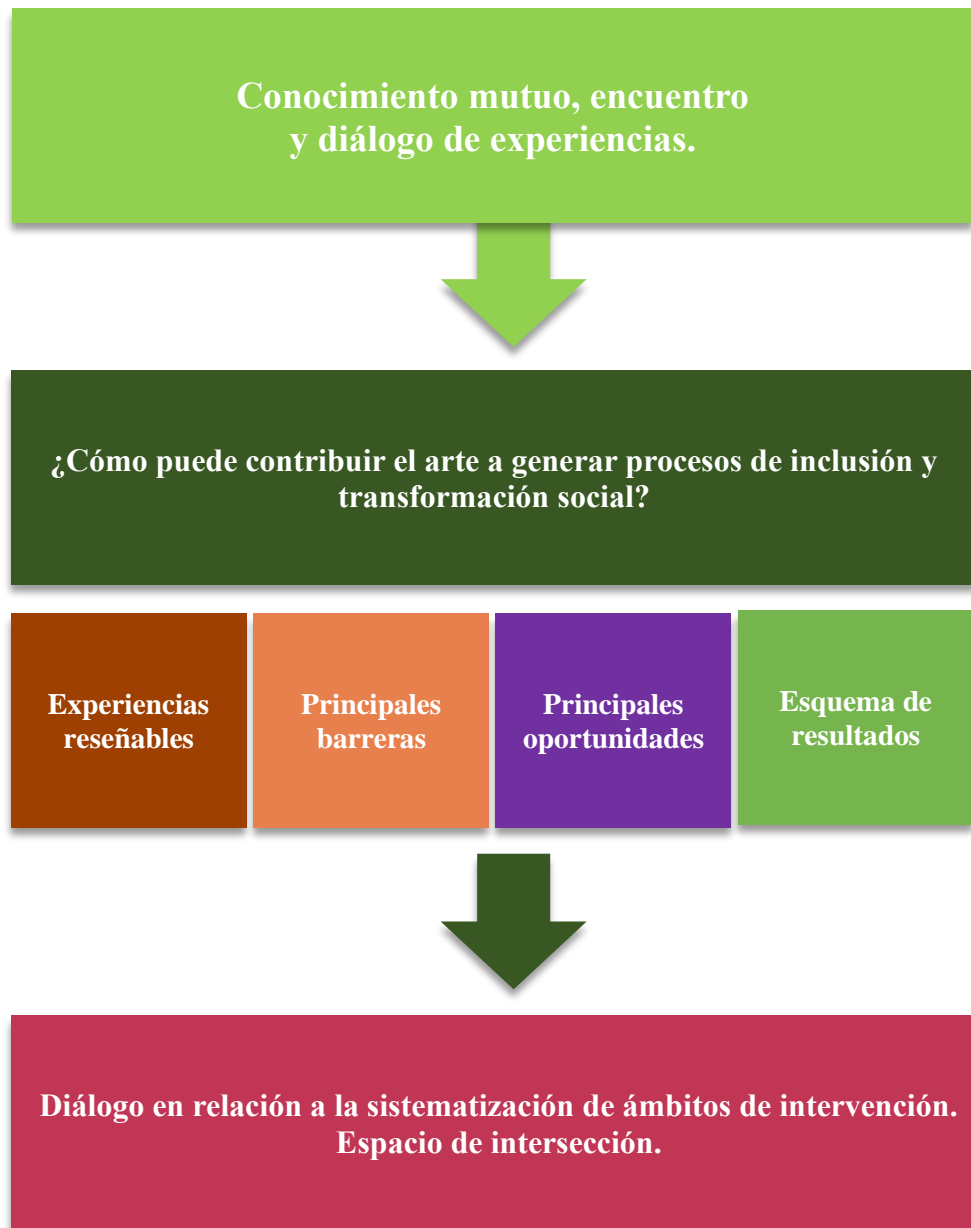 Conocimiento mutuo, encuentro
y diálogo de experiencias.
¿Cómo puede contribuir el arte a generar procesos de inclusión y
transformación social?
Experiencias
reseñables
Principales
barreras
Principales
oportunidades
Esquema de
resultados
Diálogo en relación a la sistematización de ámbitos de intervención.
Espacio de intersección.